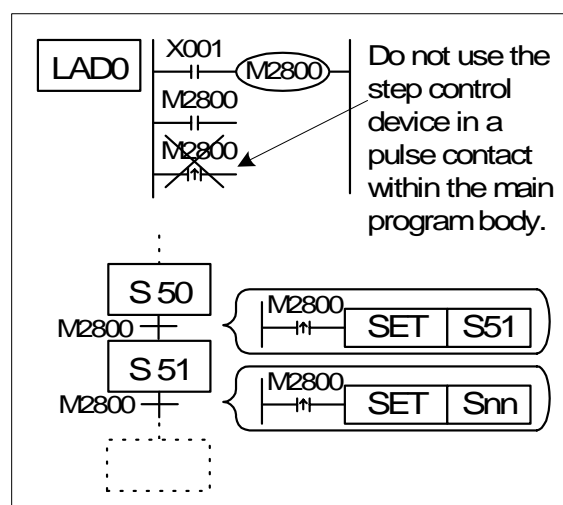 LAD0
X001
M2800
M2800
M2800
Do not use the
step control
device in a
pulse contact
within the main
program body.
S 50
M2800
M2800
SET S51
S 51
M2800
M2800
SET Snn